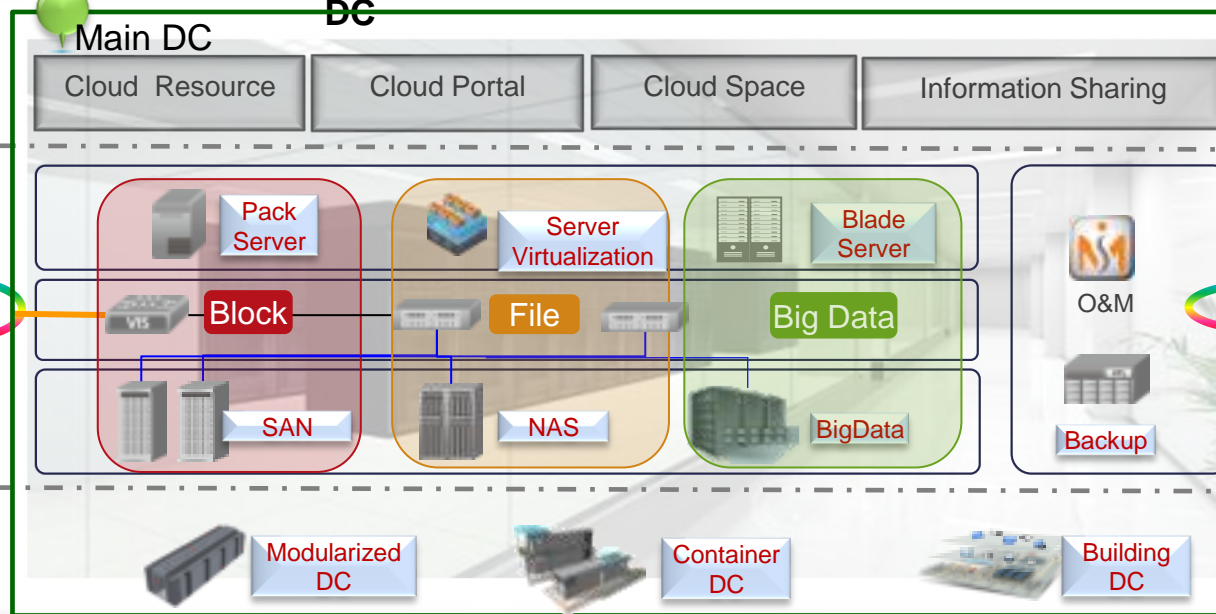 DC
Main DC
Cloud Resource
Cloud Portal
Cloud Space
Information Sharing
Pack
Server
Server
Virtualization
Blade
Server
O&M
VIS
Block
File
Big Data
SAN
NAS
BigData
Backup
Modularized
DC
Container
DC
Building
DC